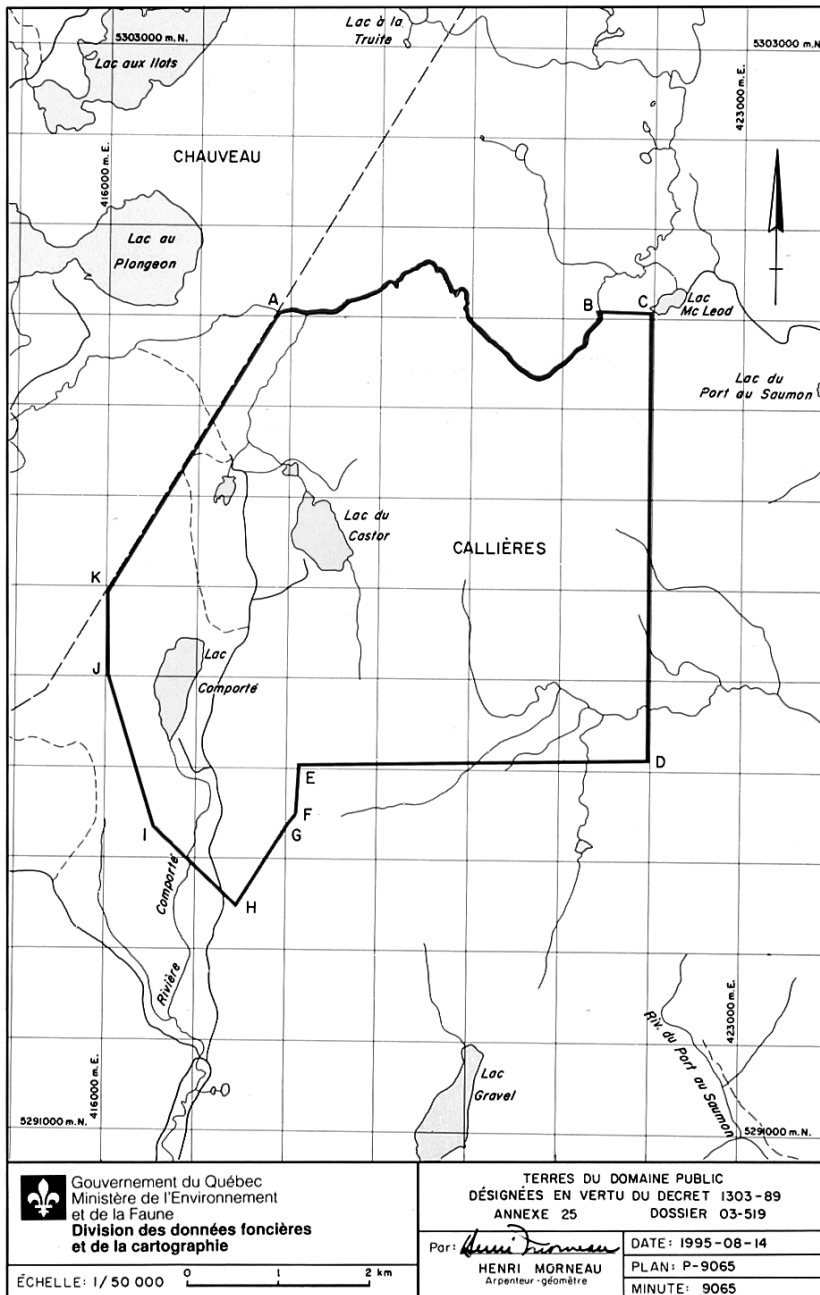 Lac à la
Truite
5303000 m.N.
5303000 m.N.
Lac aux Ilots
423000 m.E.
CHAUVEAU
416000 m.E.
Lac au
Plongeon
A
B
C
Lac
Mc Leod
Lac du
Port au Saumon
Lac du
Castor
CALLIÈRES
K
Lac
Comporté
J
D
E
F
G
I
H
Comporté
Rivière
423000 m.E.
Riv. du Port au Saumon
416000 m.E.
Lac
Gravel
5291000 m.N.
5291000 m.N.
Gouvernement du Québec
Ministère de l'Environnement
et de la Faune
Division des données foncières
et de la cartographie
ÉCHELLE: 1/50 000
0 1 2 km
TERRES DU DOMAINE PUBLIC
DÉSIGNÉES EN VERTU DU DECRET 1303-89
ANNEXE 25 DOSSIER 03-519
Par: Henri Morneau
HENRI MORNEAU
Arpenteur-géomètre
DATE: 1995-08-14
PLAN: P-9065
MINUTE: 9065